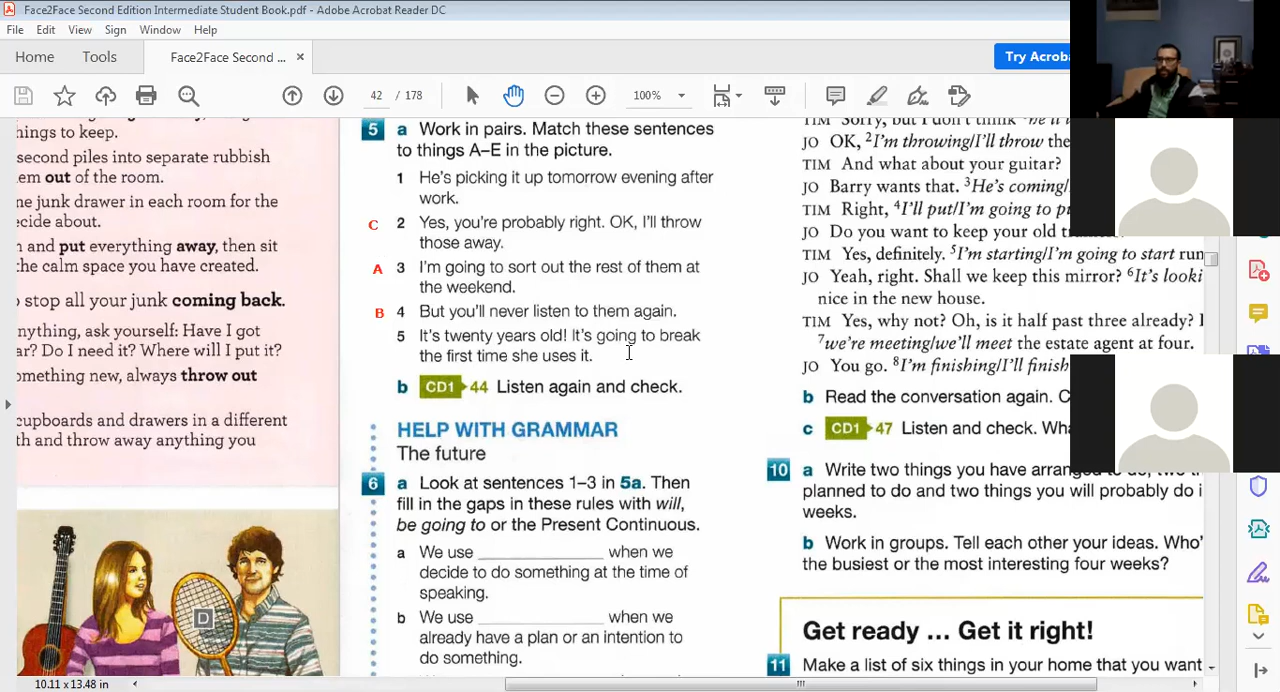 Face2Face Second Edition Intermediate Student Book.pdf - Adobe Acrobat Reader DC
File Edit View Sign Window Help
Home Tools Face2Face Second ... ×
Try Acroba
42 / 178 100%
things to keep.
second piles into separate rubbish
em out of the room.
ne junk drawer in each room for the
ecide about.
n and put everything away, then sit
the calm space you have created.
o stop all your junk coming back.
nything, ask yourself: Have I got
ar? Do I need it? Where will I put it?
omething new, always throw out
cupboards and drawers in a different
th and throw away anything you
D
5 a Work in pairs. Match these sentences
to things A–E in the picture.
1 He's picking it up tomorrow evening after
work.
C 2 Yes, you're probably right. OK, I'll throw
those away.
A 3 I'm going to sort out the rest of them at
the weekend.
B 4 But you'll never listen to them again.
5 It's twenty years old! It's going to break
the first time she uses it.
b CD1 44 Listen again and check.
HELP WITH GRAMMAR
The future
6 a Look at sentences 1–3 in 5a. Then
fill in the gaps in these rules with will,
be going to or the Present Continuous.
a We use ______________ when we
decide to do something at the time of
speaking.
b We use ______________ when we
already have a plan or an intention to
do something.
TIM Sorry, but I don't think
JO OK, 2I'm throwing/I'll throw the
TIM And what about your guitar?
JO Barry wants that. 3He's coming/
TIM Right, 4I'll put/I'm going to pu
JO Do you want to keep your old
TIM Yes, definitely. 5I'm starting/I'm going to start run
JO Yeah, right. Shall we keep this mirror? 6It's looki
nice in the new house.
TIM Yes, why not? Oh, is it half past three already?
7we're meeting/we'll meet the estate agent at four.
JO You go. 8I'm finishing/I'll finish
b Read the conversation again. C
c CD1 47 Listen and check. Wha
10 a Write two things you have arranged to do, two
planned to do and two things you will probably do i
weeks.
b Work in groups. Tell each other your ideas. Who'
the busiest or the most interesting four weeks?
Get ready ... Get it right!
11 Make a list of six things in your home that you want
10.11 x 13.48 in